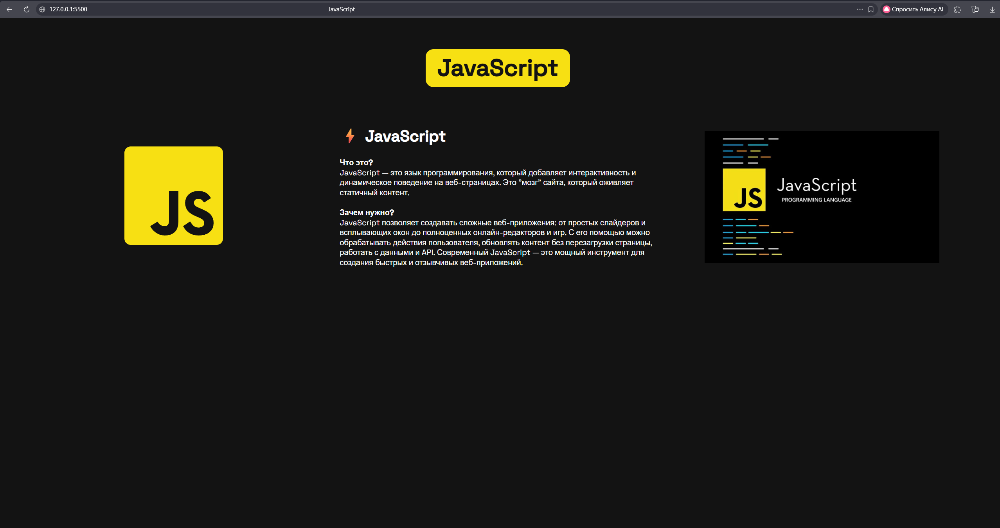 127.0.0.1:5500
JavaScript
Спросить Алису AI
JavaScript
JavaScript
Что это?
JavaScript — это язык программирования, который добавляет интерактивность и
динамическое поведение на веб-страницах. Это "мозг" сайта, который оживляет
статичный контент.
Зачем нужно?
JavaScript позволяет создавать сложные веб-приложения: от простых слайдеров и
всплывающих окон до полноценных онлайн-редакторов и игр. С его помощью можно
обрабатывать действия пользователя, обновлять контент без перезагрузки страницы,
работать с данными и API. Современный JavaScript — это мощный инструмент для
создания быстрых и отзывчивых веб-приложений.
JS
JS
JavaScript
PROGRAMMING LANGUAGE